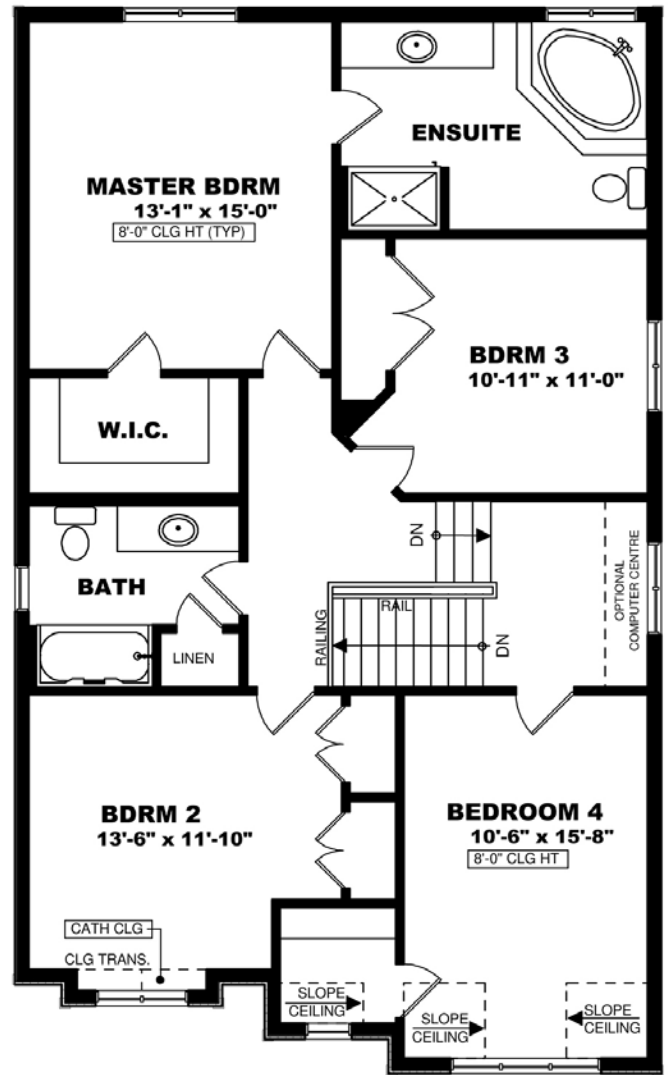 ENSUITE
MASTER BDRM
13'-1" x 15'-0"
8'-0" CLG HT (TYP)
BDRM 3
10'-11" x 11'-0"
W.I.C.
BATH
LINEN
DN
RAIL
RAILING
DN
OPTIONAL
COMPUTER CENTRE
BDRM 2
13'-6" x 11'-10"
CATH CLG
CLG TRANS.
BEDROOM 4
10'-6" x 15'-8"
8'-0" CLG HT
SLOPE
CEILING
SLOPE
CEILING
SLOPE
CEILING